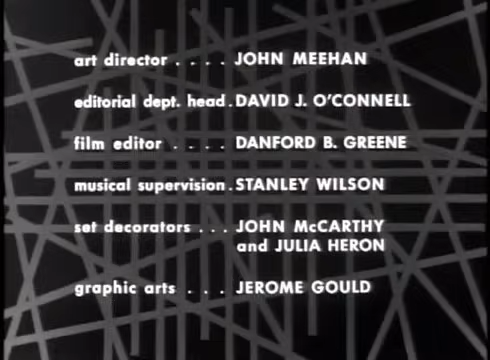 art director . . . . JOHN MEEHAN
editorial dept. head . DAVID J. O'CONNELL
film editor . . . . DANFORD B. GREENE
musical supervision . STANLEY WILSON
set decorators . . . JOHN McCARTHY
and JULIA HERON
graphic arts . . . JEROME GOULD